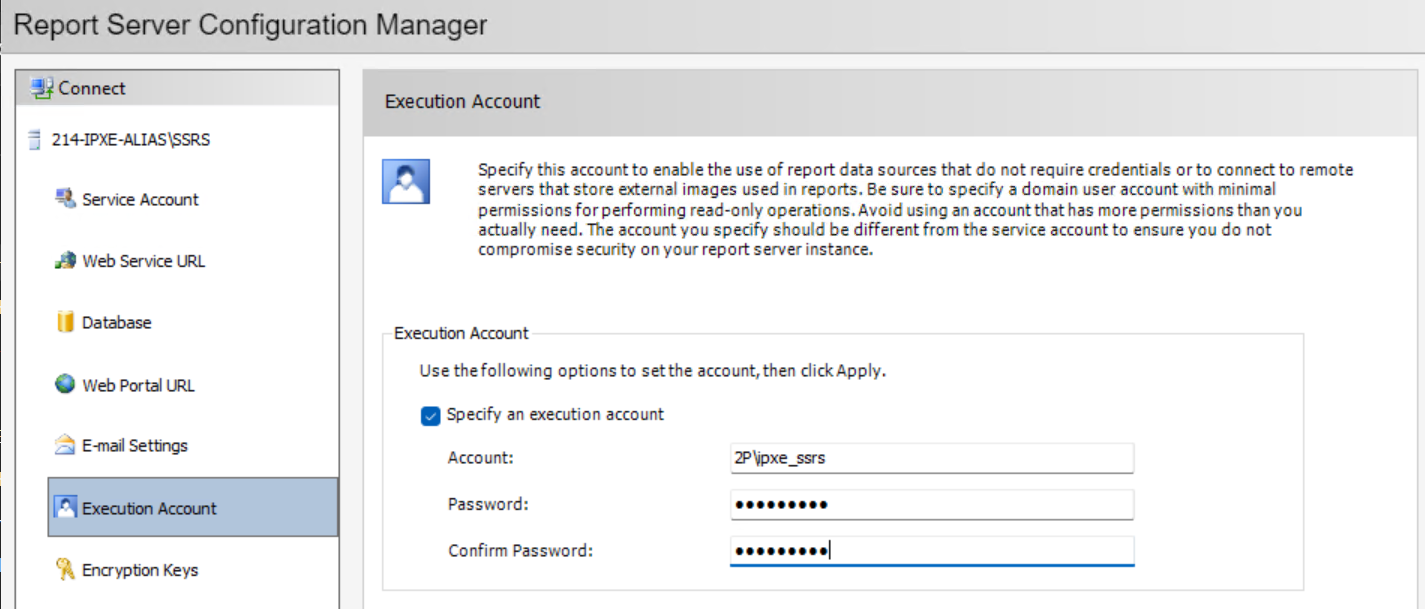 Report Server Configuration Manager
Connect
214-IPXE-ALIAS\SSRS
Service Account
Web Service URL
Database
Web Portal URL
E-mail Settings
Execution Account
Encryption Keys
Execution Account
Specify this account to enable the use of report data sources that do not require credentials or to connect to remote
servers that store external images used in reports. Be sure to specify a domain user account with minimal
permissions for performing read-only operations. Avoid using an account that has more permissions than you
actually need. The account you specify should be different from the service account to ensure you do not
compromise security on your report server instance.
Execution Account
Use the following options to set the account, then click Apply.
Specify an execution account
Account: 2P\ipxe_ssrs
Password: ●●●●●●●●●
Confirm Password: ●●●●●●●●●